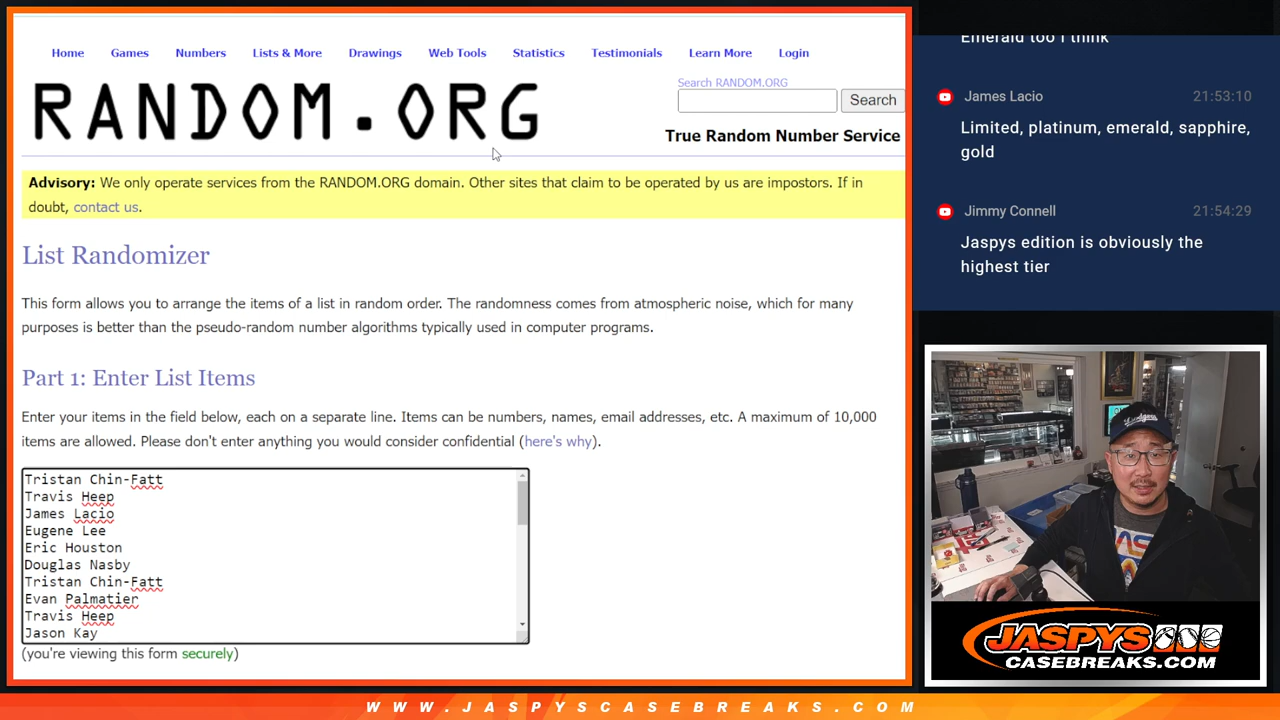 Home Games Numbers Lists & More Drawings Web Tools Statistics Testimonials Learn More Login
RANDOM.ORG
Search RANDOM.ORG
Search
True Random Number Service
Advisory: We only operate services from the RANDOM.ORG domain. Other sites that claim to be operated by us are impostors. If in
doubt, contact us.
List Randomizer
This form allows you to arrange the items of a list in random order. The randomness comes from atmospheric noise, which for many
purposes is better than the pseudo-random number algorithms typically used in computer programs.
Part 1: Enter List Items
Enter your items in the field below, each on a separate line. Items can be numbers, names, email addresses, etc. A maximum of 10,000
items are allowed. Please don't enter anything you would consider confidential (here's why).
Tristan Chin-Fatt
Travis Heep
James Lacio
Eugene Lee
Eric Houston
Douglas Nasby
Tristan Chin-Fatt
Evan Palmatier
Travis Heep
Jason Kay
(you're viewing this form securely)
Emerald too I think
James Lacio 21:53:10
Limited, platinum, emerald, sapphire,
gold
Jimmy Connell 21:54:29
Jaspys edition is obviously the
highest tier
Dodgers
JASPYS
CASEBREAKS.COM
WWW.JASPYSCASEBREAKS.COM